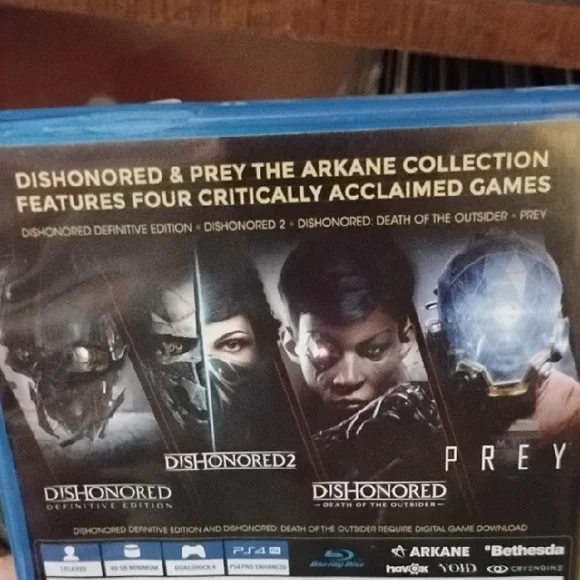 DISHONORED & PREY THE ARKANE COLLECTION
FEATURES FOUR CRITICALLY ACCLAIMED GAMES
DISHONORED DEFINITIVE EDITION • DISHONORED 2 • DISHONORED: DEATH OF THE OUTSIDER • PREY
DISHONORED
DEFINITIVE EDITION
DISHONORED2
DISHONORED
DEATH OF THE OUTSIDER
PREY
DISHONORED DEFINITIVE EDITION AND DISHONORED: DEATH OF THE OUTSIDER REQUIRE DIGITAL GAME DOWNLOAD
1 PLAYER
MINIMUM
DUALSHOCK 4
PS4
PS4 PRO ENHANCED
Blu-ray Disc
ARKANE
Bethesda
havok
VOID
CRYENGINE